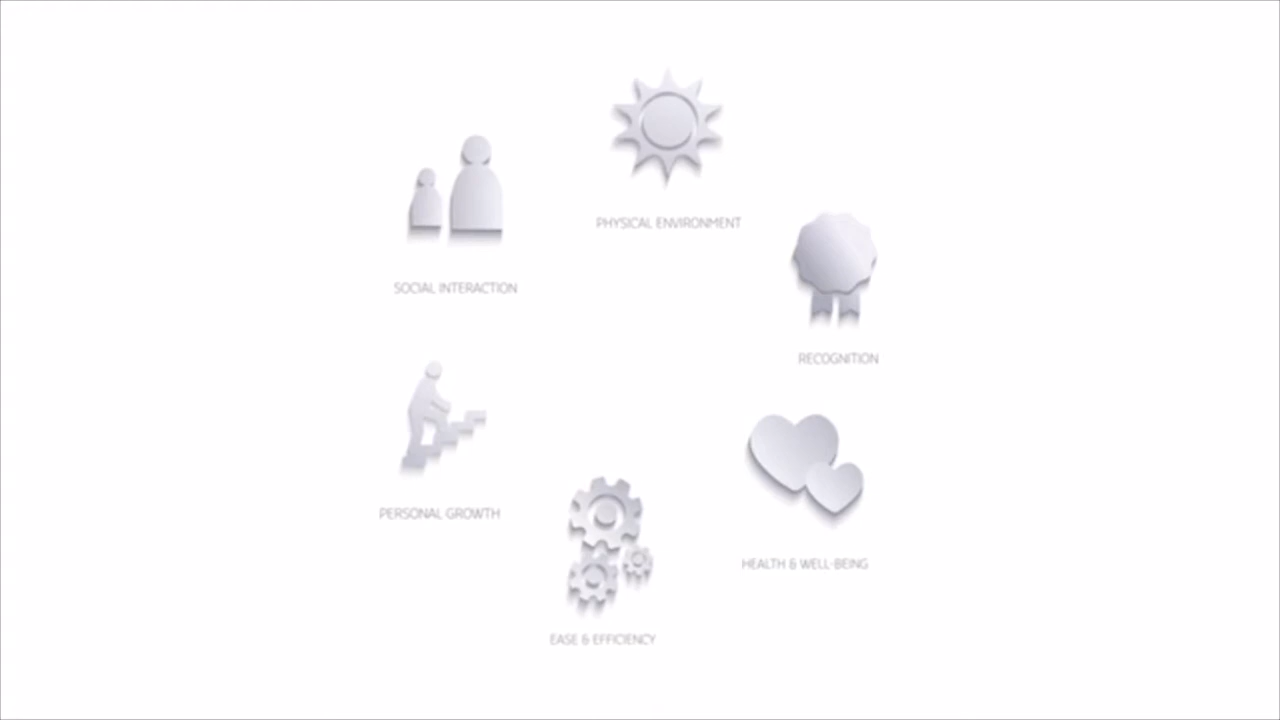 PHYSICAL ENVIRONMENT
SOCIAL INTERACTION
RECOGNITION
PERSONAL GROWTH
HEALTH & WELL-BEING
EASE & EFFICIENCY